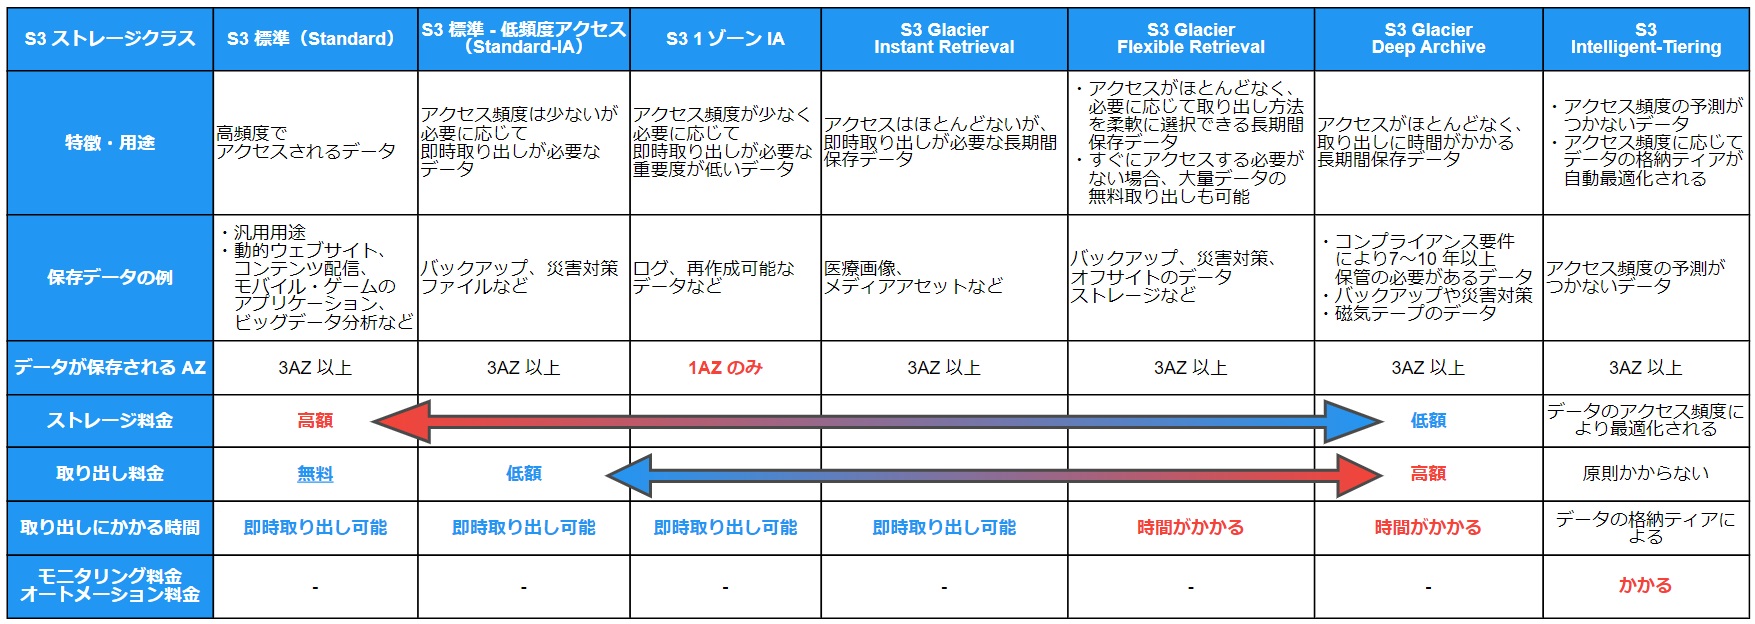 S3 ストレージクラス
S3 標準（Standard）
S3 標準 - 低頻度アクセス
（Standard-IA）
S3 1 ゾーン IA
S3 Glacier
Instant Retrieval
S3 Glacier
Flexible Retrieval
S3 Glacier
Deep Archive
S3
Intelligent-Tiering
特徴・用途
高頻度で
アクセスされるデータ
アクセス頻度は少ないが
必要に応じて
即時取り出しが必要な
データ
アクセス頻度が少なく
必要に応じて
即時取り出しが必要な
重要度が低いデータ
アクセスはほとんどないが、
即時取り出しが必要な長期間
保存データ
・アクセスがほとんどなく、
必要に応じて取り出し方法
を柔軟に選択できる長期間
保存データ
・すぐにアクセスする必要が
ない場合、大量データの
無料取り出しも可能
アクセスがほとんどなく、
取り出しに時間がかかる
長期間保存データ
・アクセス頻度の予測が
つかないデータ
・アクセス頻度に応じて
データの格納ティアが
自動最適化される
保存データの例
・汎用用途
・動的ウェブサイト、
コンテンツ配信、
モバイル・ゲームの
アプリケーション、
ビッグデータ分析など
バックアップ、災害対策
ファイルなど
ログ、再作成可能な
データなど
医療画像、
メディアアセットなど
バックアップ、災害対策、
オフサイトのデータ
ストレージなど
・コンプライアンス要件
により7～10 年以上
保管の必要があるデータ
・バックアップや災害対策
・磁気テープのデータ
アクセス頻度の予測が
つかないデータ
データが保存される AZ
3AZ 以上
3AZ 以上
1AZ のみ
3AZ 以上
3AZ 以上
3AZ 以上
3AZ 以上
ストレージ料金
高額
低額
データのアクセス頻度に
より最適化される
取り出し料金
無料
低額
高額
原則かからない
取り出しにかかる時間
即時取り出し可能
即時取り出し可能
即時取り出し可能
即時取り出し可能
時間がかかる
時間がかかる
データの格納ティアに
よる
モニタリング料金
オートメーション料金
-
-
-
-
-
-
かかる